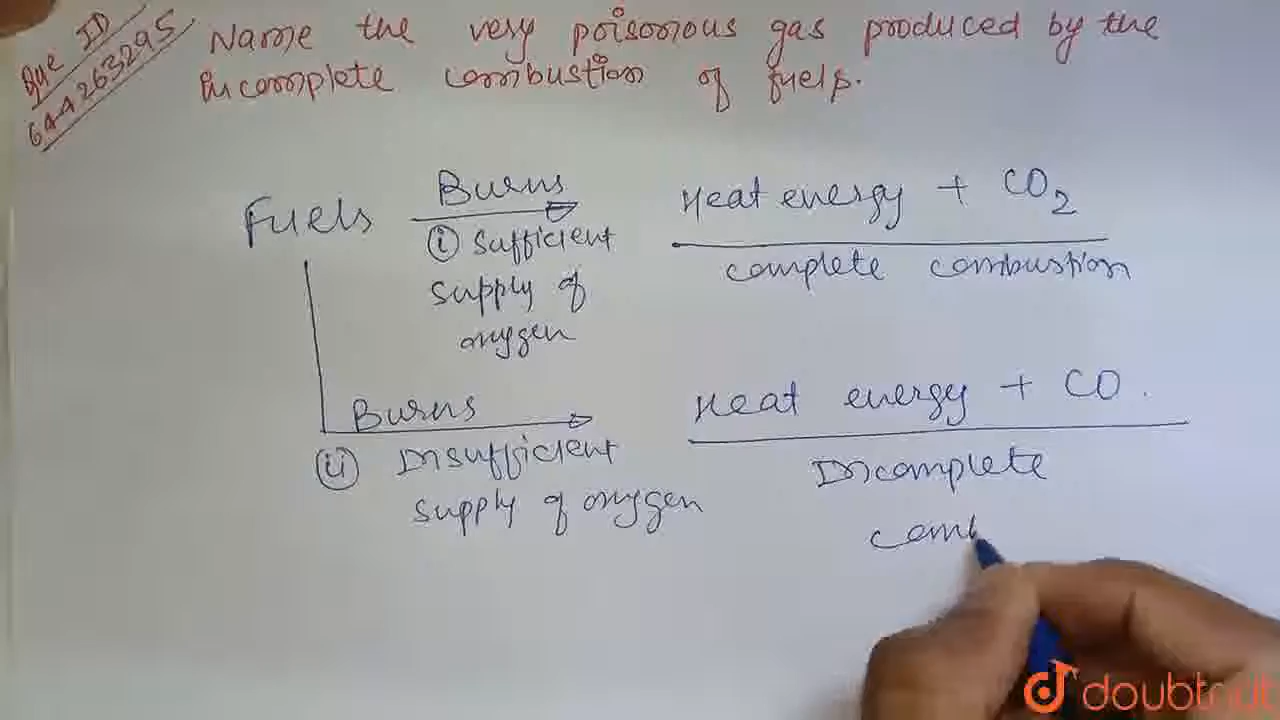 Que ID
644263295
Name the very poisonous gas produced by the
incomplete combustion of fuels.
Fuels Burns Heat energy + CO2
(i) sufficient
supply of
oxygen
complete combustion
Burns Heat energy + CO.
(ii) Insufficient
supply of oxygen
Incomplete
comb
doubtnut